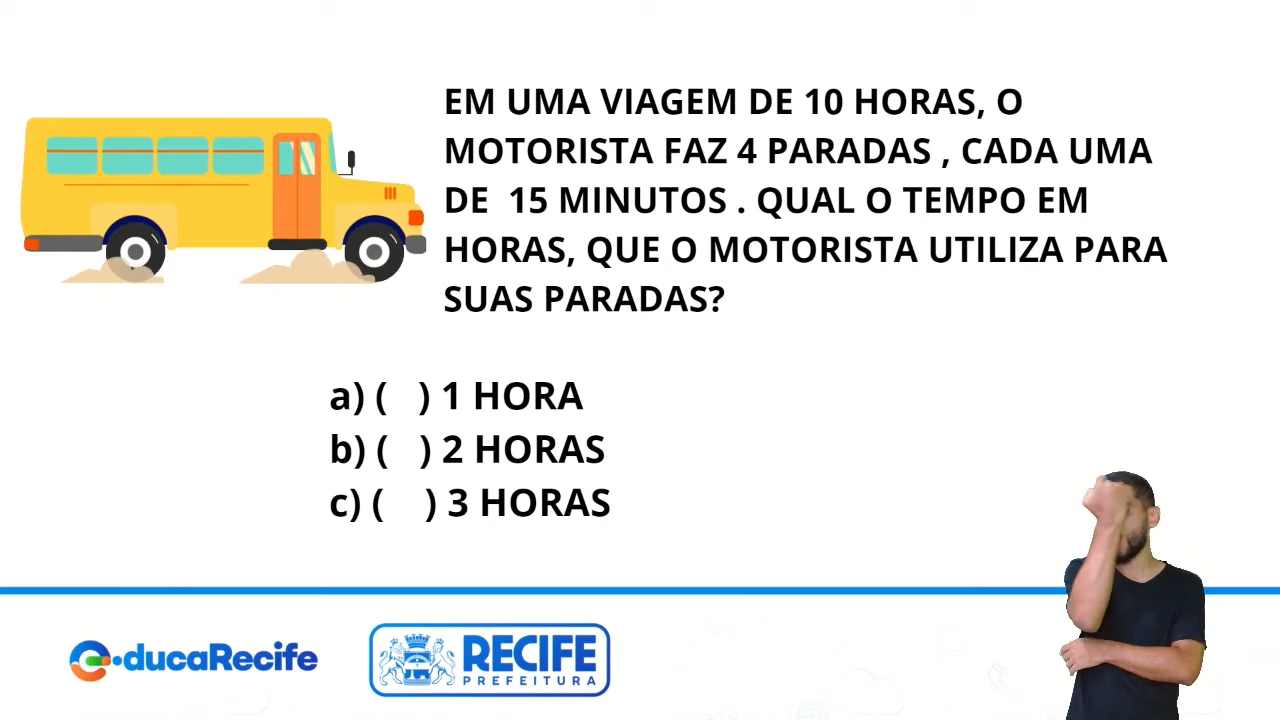 EM UMA VIAGEM DE 10 HORAS, O
MOTORISTA FAZ 4 PARADAS , CADA UMA
DE  15 MINUTOS . QUAL O TEMPO EM
HORAS, QUE O MOTORISTA UTILIZA PARA
SUAS PARADAS?
a) (   ) 1 HORA
b) (   ) 2 HORAS
c) (    ) 3 HORAS
ducaRecife
RECIFE
PREFEITURA